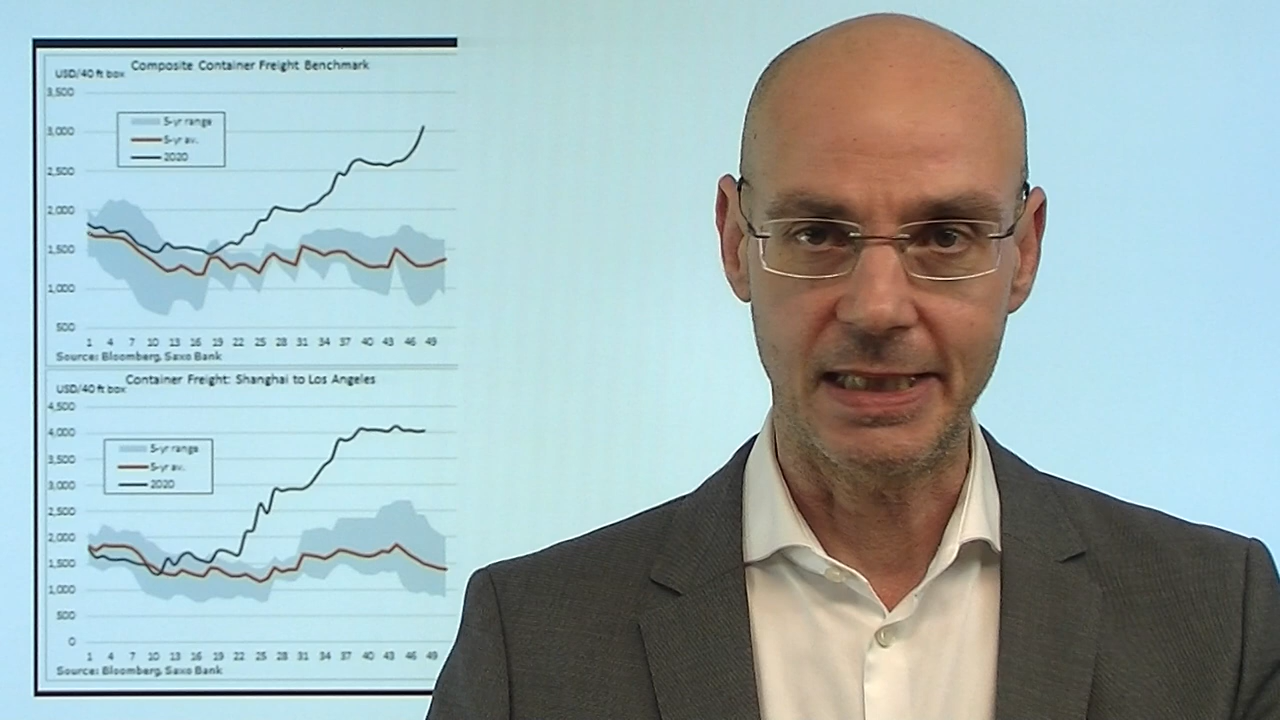 Composite Container Freight Benchmark
USD/40 ft box
3,500
3,000
2,500
2,000
1,500
1,000
500
5-yr range
5-yr av.
2020
1 4 7 10 13 16 19 22 25 28 31 34 37 40 43 46 49
Source: Bloomberg, Saxo Bank
Container Freight: Shanghai to Los Angeles
USD/40 ft box
4,500
4,000
3,500
3,000
2,500
2,000
1,500
1,000
500
0
5-yr range
5-yr av.
2020
1 4 7 10 13 16 19 22 25 28 31 34 37 40 43 46 49
Source: Bloomberg, Saxo Bank